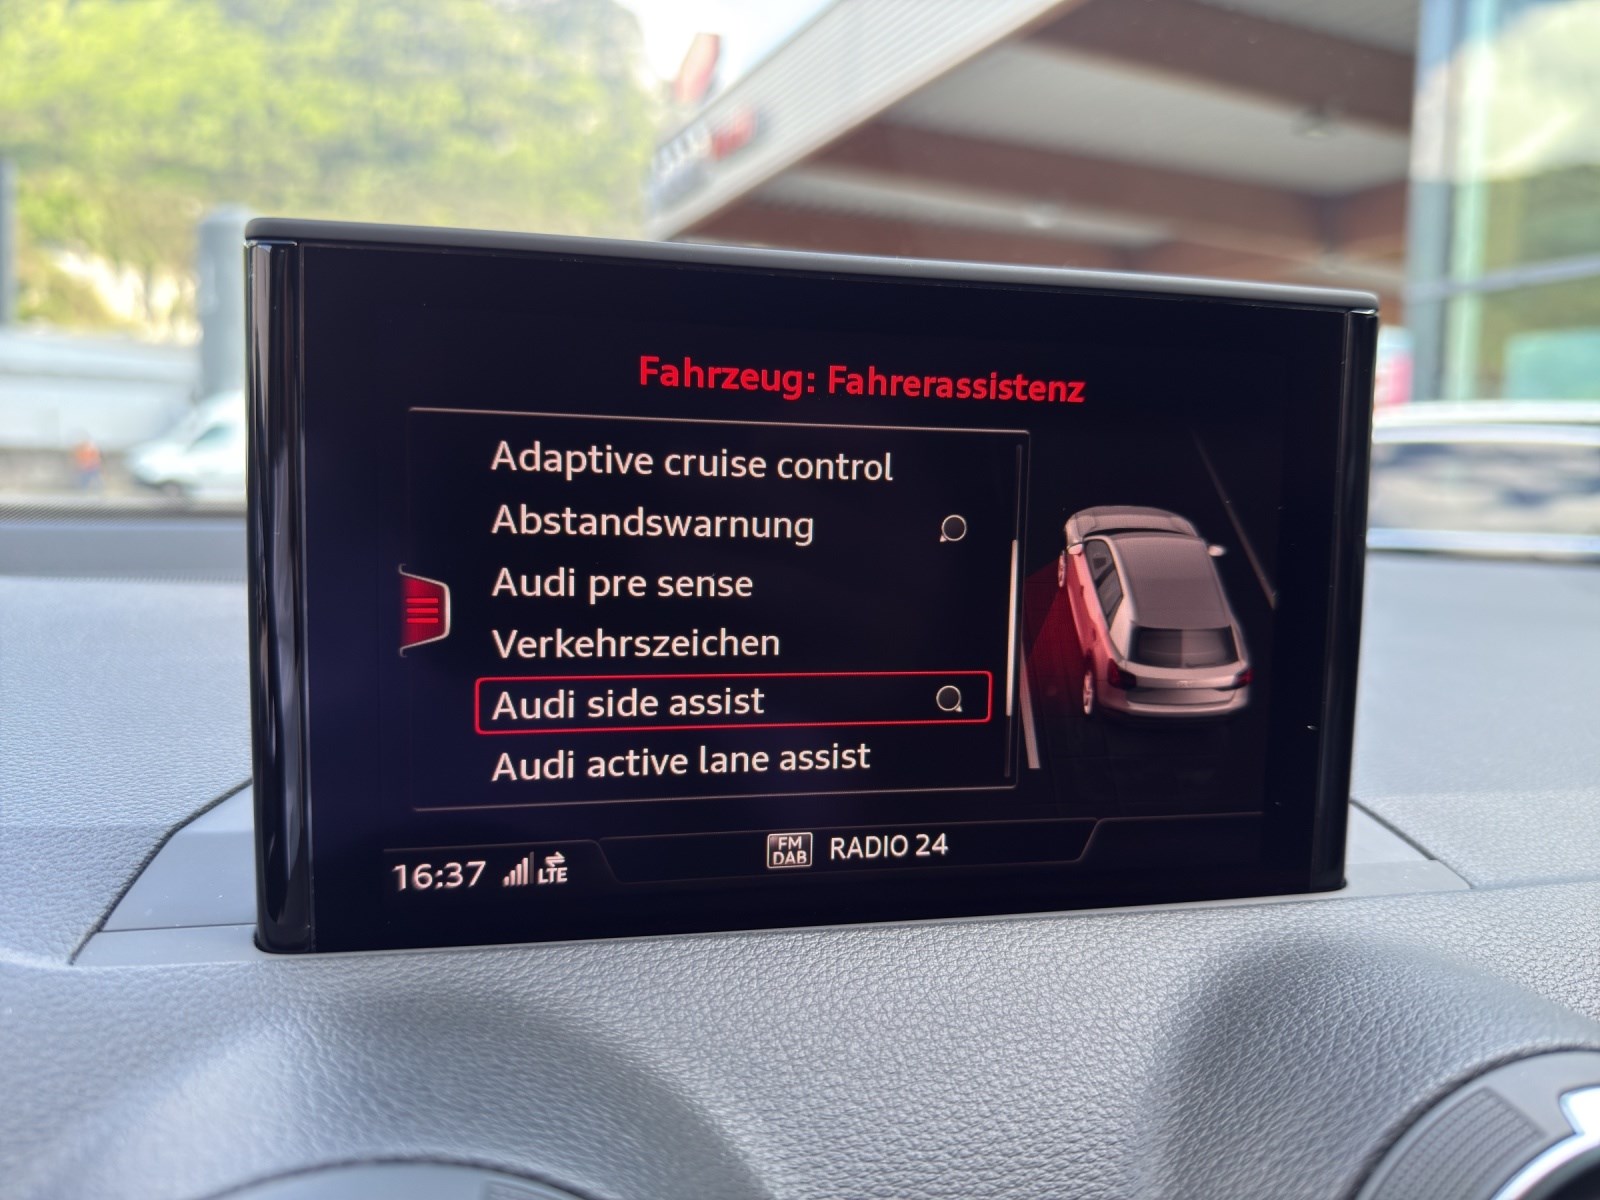 Fahrzeug: Fahrerassistenz
Adaptive cruise control
Abstandswarnung
Audi pre sense
Verkehrszeichen
Audi side assist
Audi active lane assist
16:37 LTE
FM DAB RADIO 24